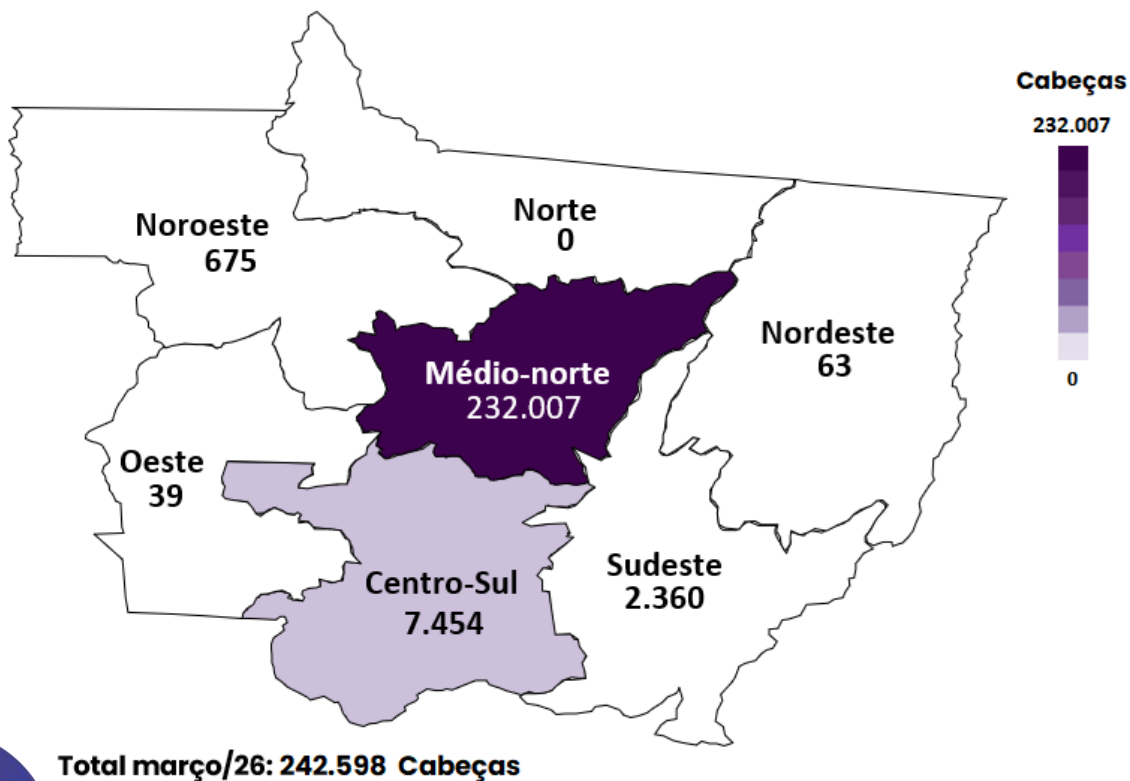 Cabeças
232.007
0
Noroeste
675
Norte
0
Nordeste
63
Médio-norte
232.007
Oeste
39
Centro-Sul
7.454
Sudeste
2.360
Total março/26: 242.598 Cabeças